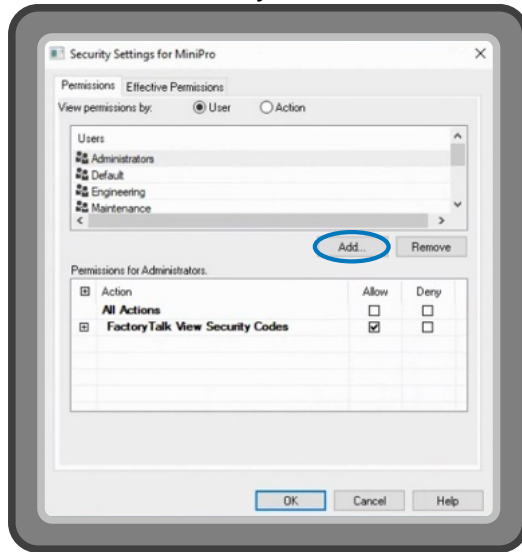 Security Settings for MiniPro
Permissions Effective Permissions
View permissions by: User Action
Users
Administrators
Default
Engineering
Maintenance
Add... Remove
Permissions for Administrators.
Action Allow Deny
All Actions
FactoryTalk View Security Codes
OK Cancel Help